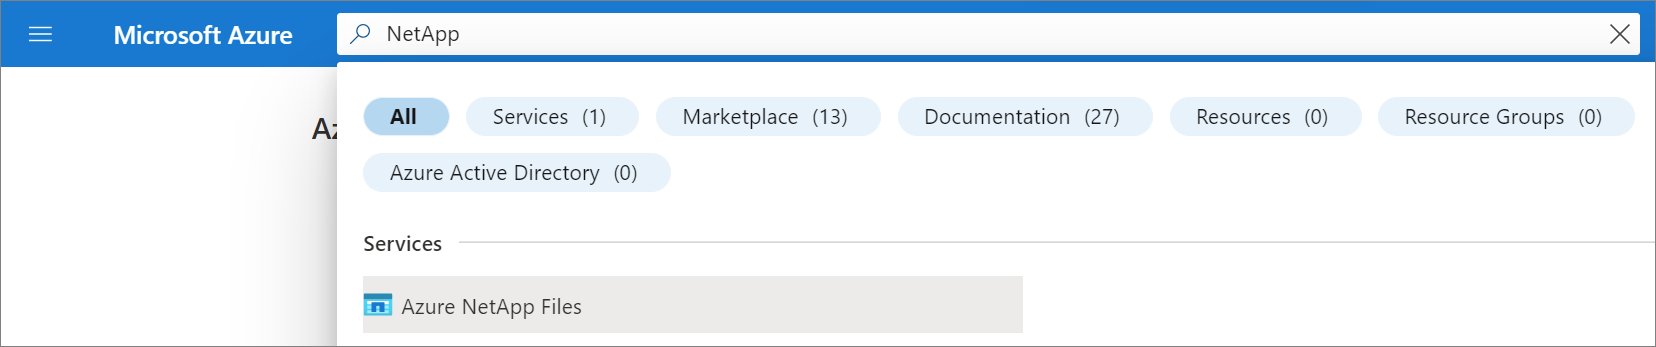 Microsoft Azure
NetApp
All Services (1) Marketplace (13) Documentation (27) Resources (0) Resource Groups (0)
Az
Azure Active Directory (0)
Services
Azure NetApp Files